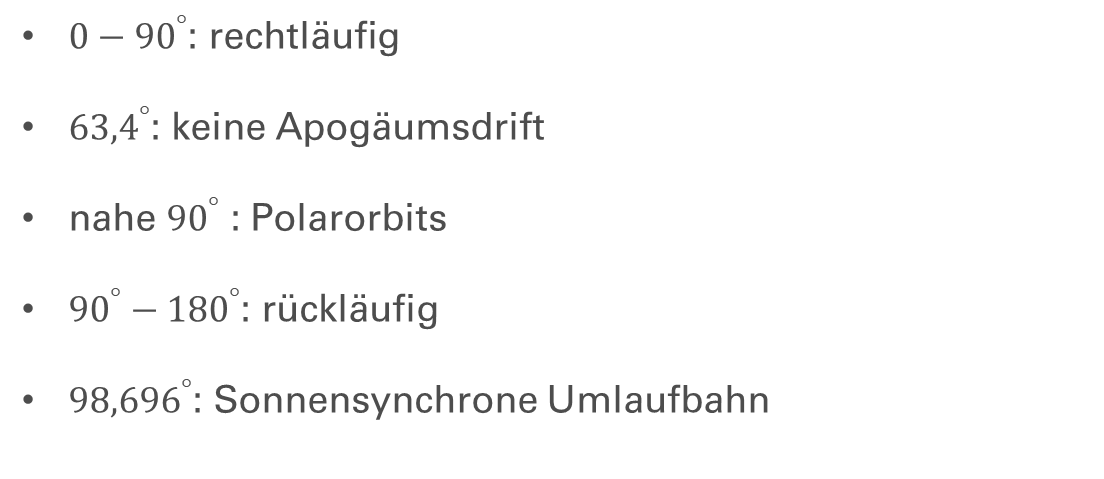 • 0 – 90°: rechtläufig
• 63,4°: keine Apogäumsdrift
• nahe 90° : Polarorbits
• 90° – 180°: rückläufig
• 98,696°: Sonnensynchrone Umlaufbahn